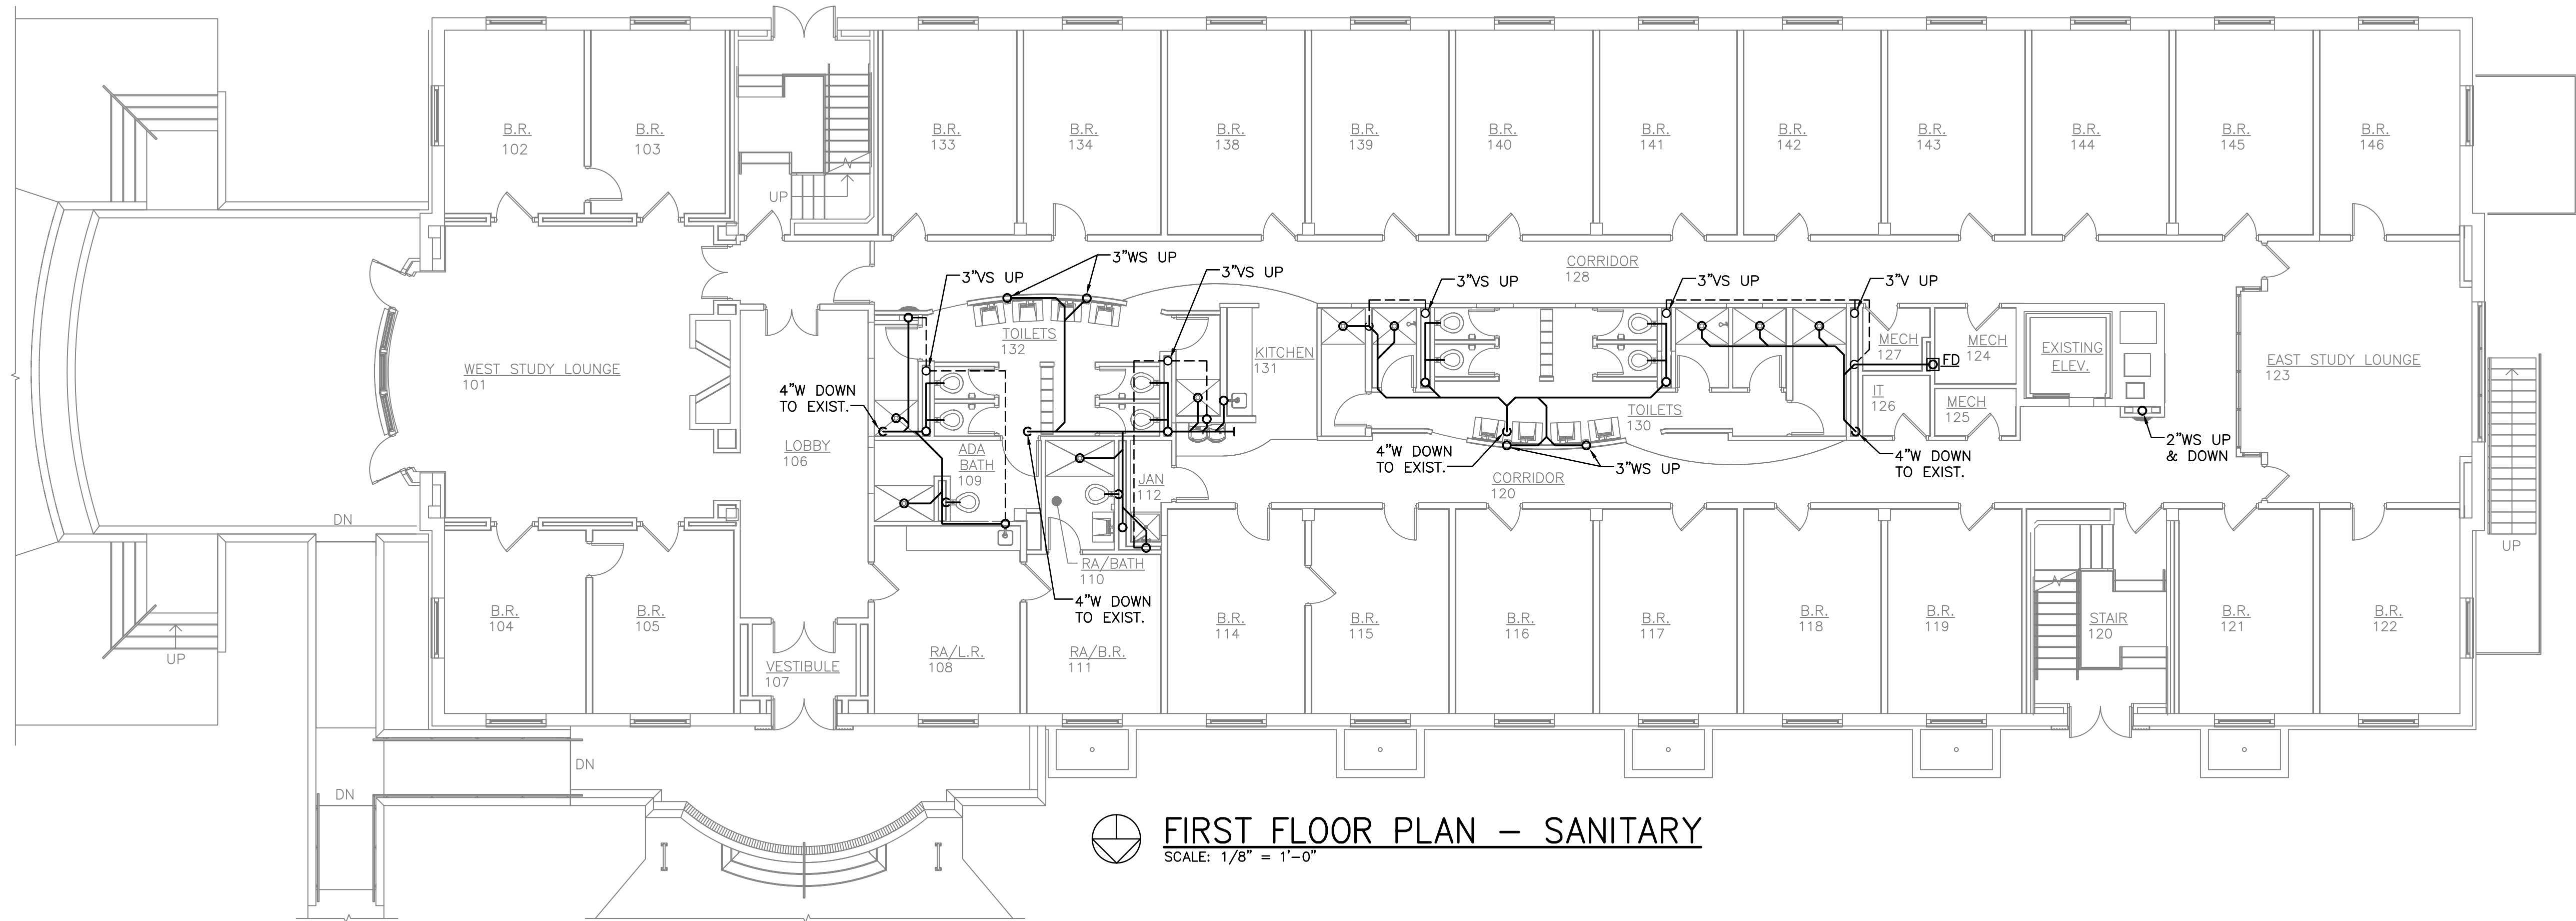 B.R.
102
B.R.
103
UP
B.R.
133
B.R.
134
B.R.
138
B.R.
139
B.R.
140
B.R.
141
B.R.
142
B.R.
143
B.R.
144
B.R.
145
B.R.
146
3"WS UP
3"VS UP
3"VS UP
CORRIDOR
128
3"VS UP
3"VS UP
3"V UP
TOILETS
132
KITCHEN
131
MECH
127
MECH
124
EXISTING
ELEV.
FD
WEST STUDY LOUNGE
101
EAST STUDY LOUNGE
123
4"W DOWN
TO EXIST.
IT
126
MECH
125
TOILETS
130
LOBBY
106
ADA
BATH
109
4"W DOWN
TO EXIST.
3"WS UP
4"W DOWN
TO EXIST.
2"WS UP
& DOWN
JAN
112
CORRIDOR
120
DN
UP
RA/BATH
110
4"W DOWN
TO EXIST.
B.R.
104
B.R.
105
B.R.
114
B.R.
115
B.R.
116
B.R.
117
B.R.
118
B.R.
119
STAIR
120
B.R.
121
B.R.
122
UP
VESTIBULE
107
RA/L.R.
108
RA/B.R.
111
DN
DN
FIRST FLOOR PLAN – SANITARY
SCALE: 1/8" = 1'-0"